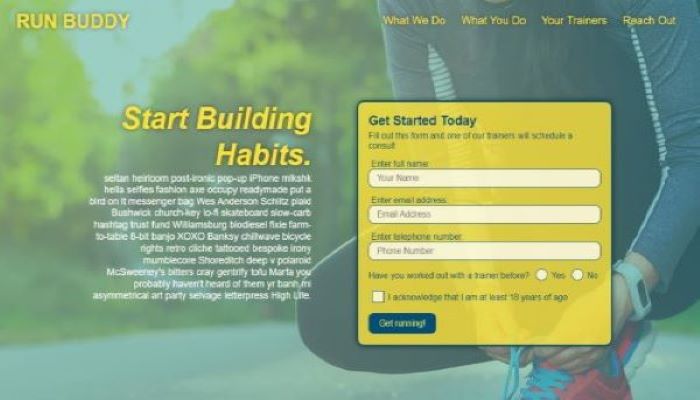 RUN BUDDY
What We Do
What You Do
Your Trainers
Reach Out
Start Building
Habits.
seitan heirloom post-ironic pop-up iPhone mlkshk
hella selfies fashion axe occupy readymade put a
bird on it messenger bag Wes Anderson Schlitz plaid
Bushwick church-key lo-fi skateboard slow-carb
hashtag trust fund Williamsburg biodiesel fixie farm-
to-table 8-bit banjo XOXO Banksy chillwave bicycle
rights retro cliche tattooed bespoke irony
mumblecore Shoreditch deep v polaroid
McSweeney's bitters cray gentrify tofu Marfa you
probably haven't heard of them yr banh mi
asymmetrical art party selvage letterpress High Life.
Get Started Today
Fill out this form and one of our trainers will schedule a
consult
Enter full name:
Your Name
Enter email address:
Email Address
Enter telephone number:
Phone Number
Have you worked out with a trainer before? Yes No
I acknowledge that I am at least 18 years of age
Get running!